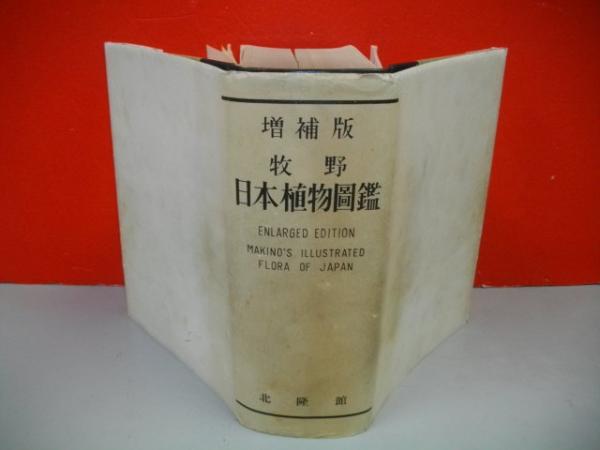 増補版
牧野
日本植物圖鑑
ENLARGED EDITION
MAKINO'S ILLUSTRATED
FLORA OF JAPAN
北隆館